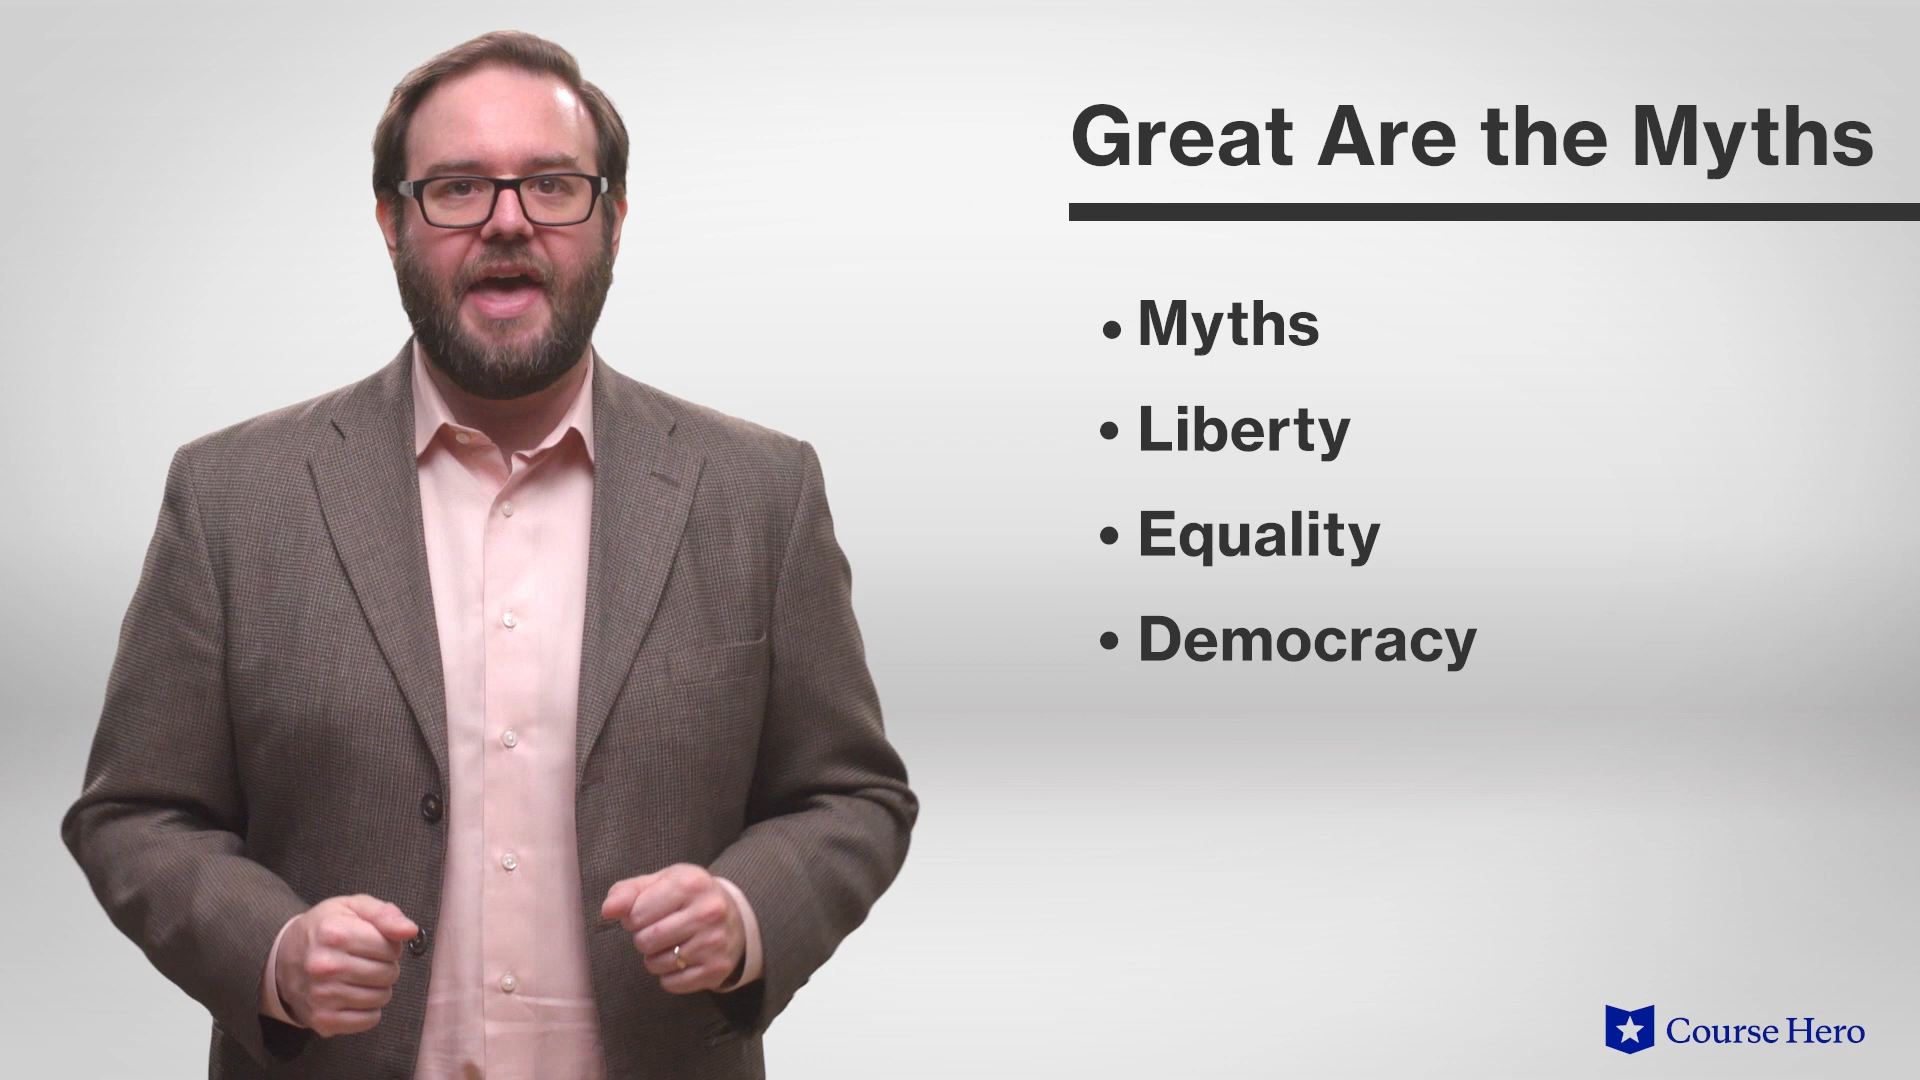 Great Are the Myths
• Myths
• Liberty
• Equality
• Democracy
Course Hero